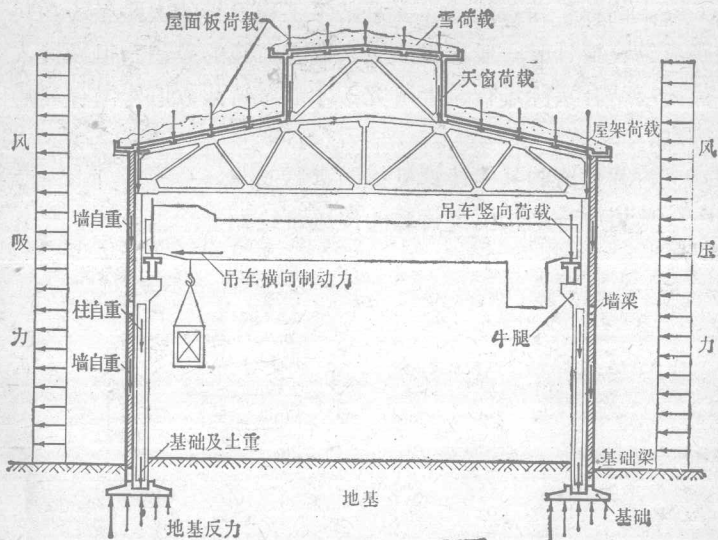 屋面板荷载
雪荷载
天窗荷载
屋架荷载
风吸力
风压力
墙自重
吊车竖向荷载
吊车横向制动力
柱自重
墙梁
牛腿
墙自重
基础及土重
基础梁
地基
基础
地基反力